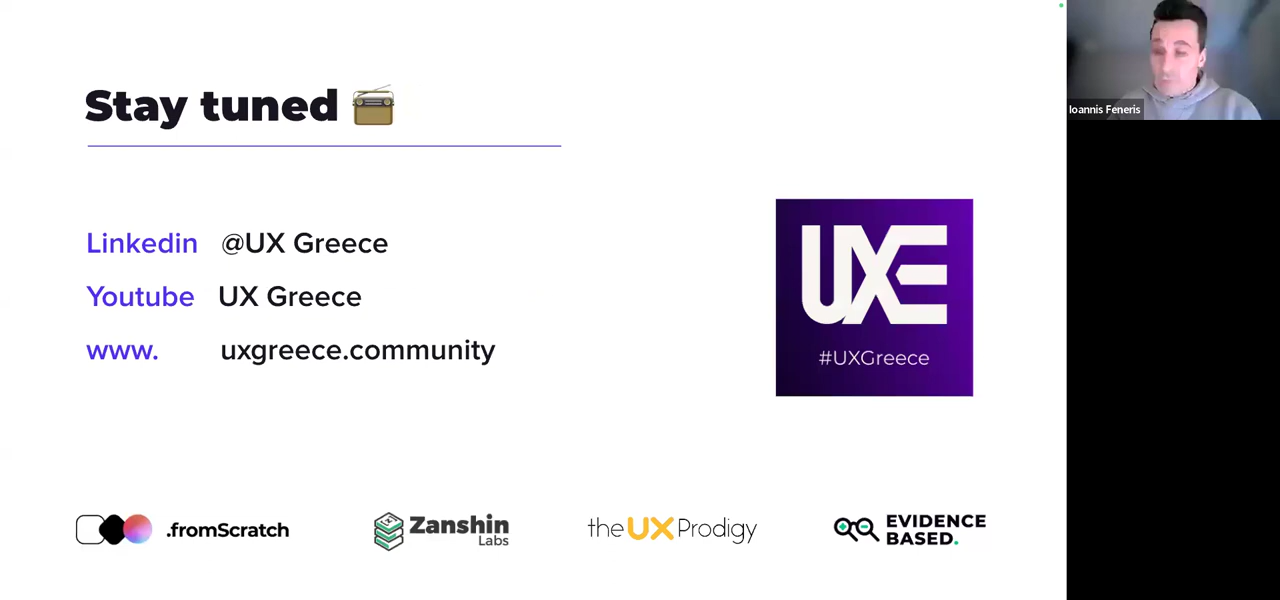 Stay tuned
Linkedin @UX Greece
Youtube UX Greece
www. uxgreece.community
UXE
#UXGreece
.fromScratch
Zanshin
Labs
the UX Prodigy
EVIDENCE
BASED.
Ioannis Feneris